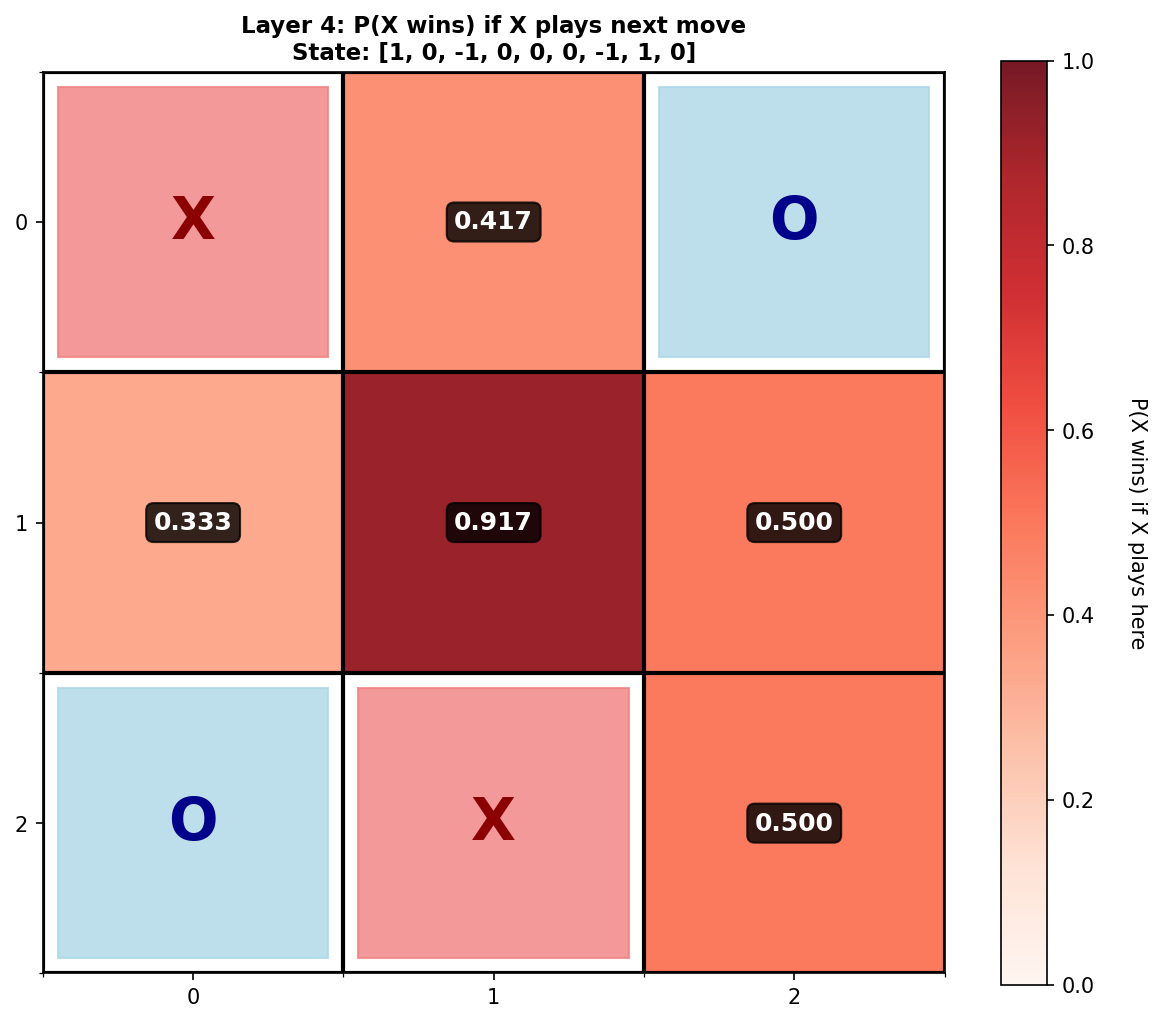 Layer 4: P(X wins) if X plays next move
State: [1, 0, -1, 0, 0, 0, -1, 1, 0]
X
0.417
O
0.333
0.917
0.500
O
X
0.500
0
1
2
0
1
2
1.0
0.8
0.6
0.4
0.2
0.0
P(X wins) if X plays here